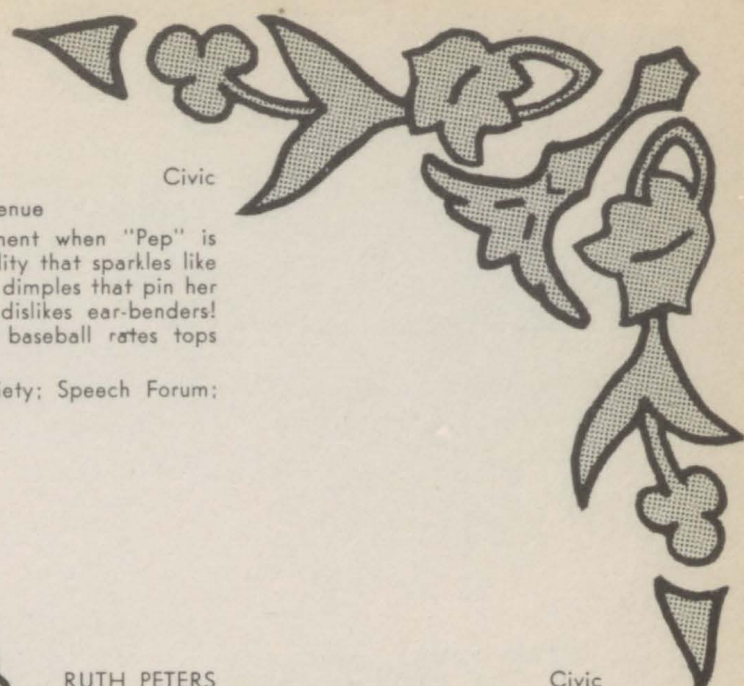 Civic
enue
ment when "Pep" is
lity that sparkles like
dimples that pin her
dislikes ear-benders!
baseball rates tops
iety; Speech Forum;
RUTH PETERS Civic